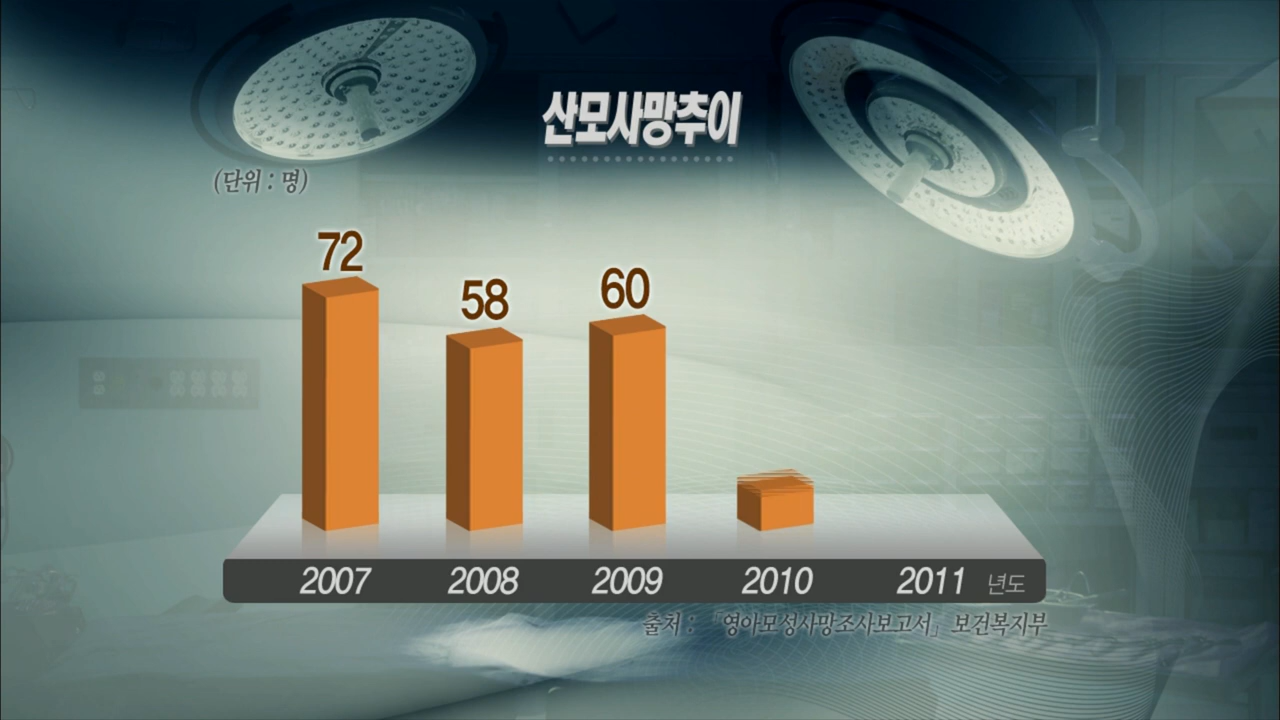 산모사망추이
(단위 : 명)
72
58
60
2007 2008 2009 2010 2011 년도
출처 : 「영아모성사망조사보고서」 보건복지부